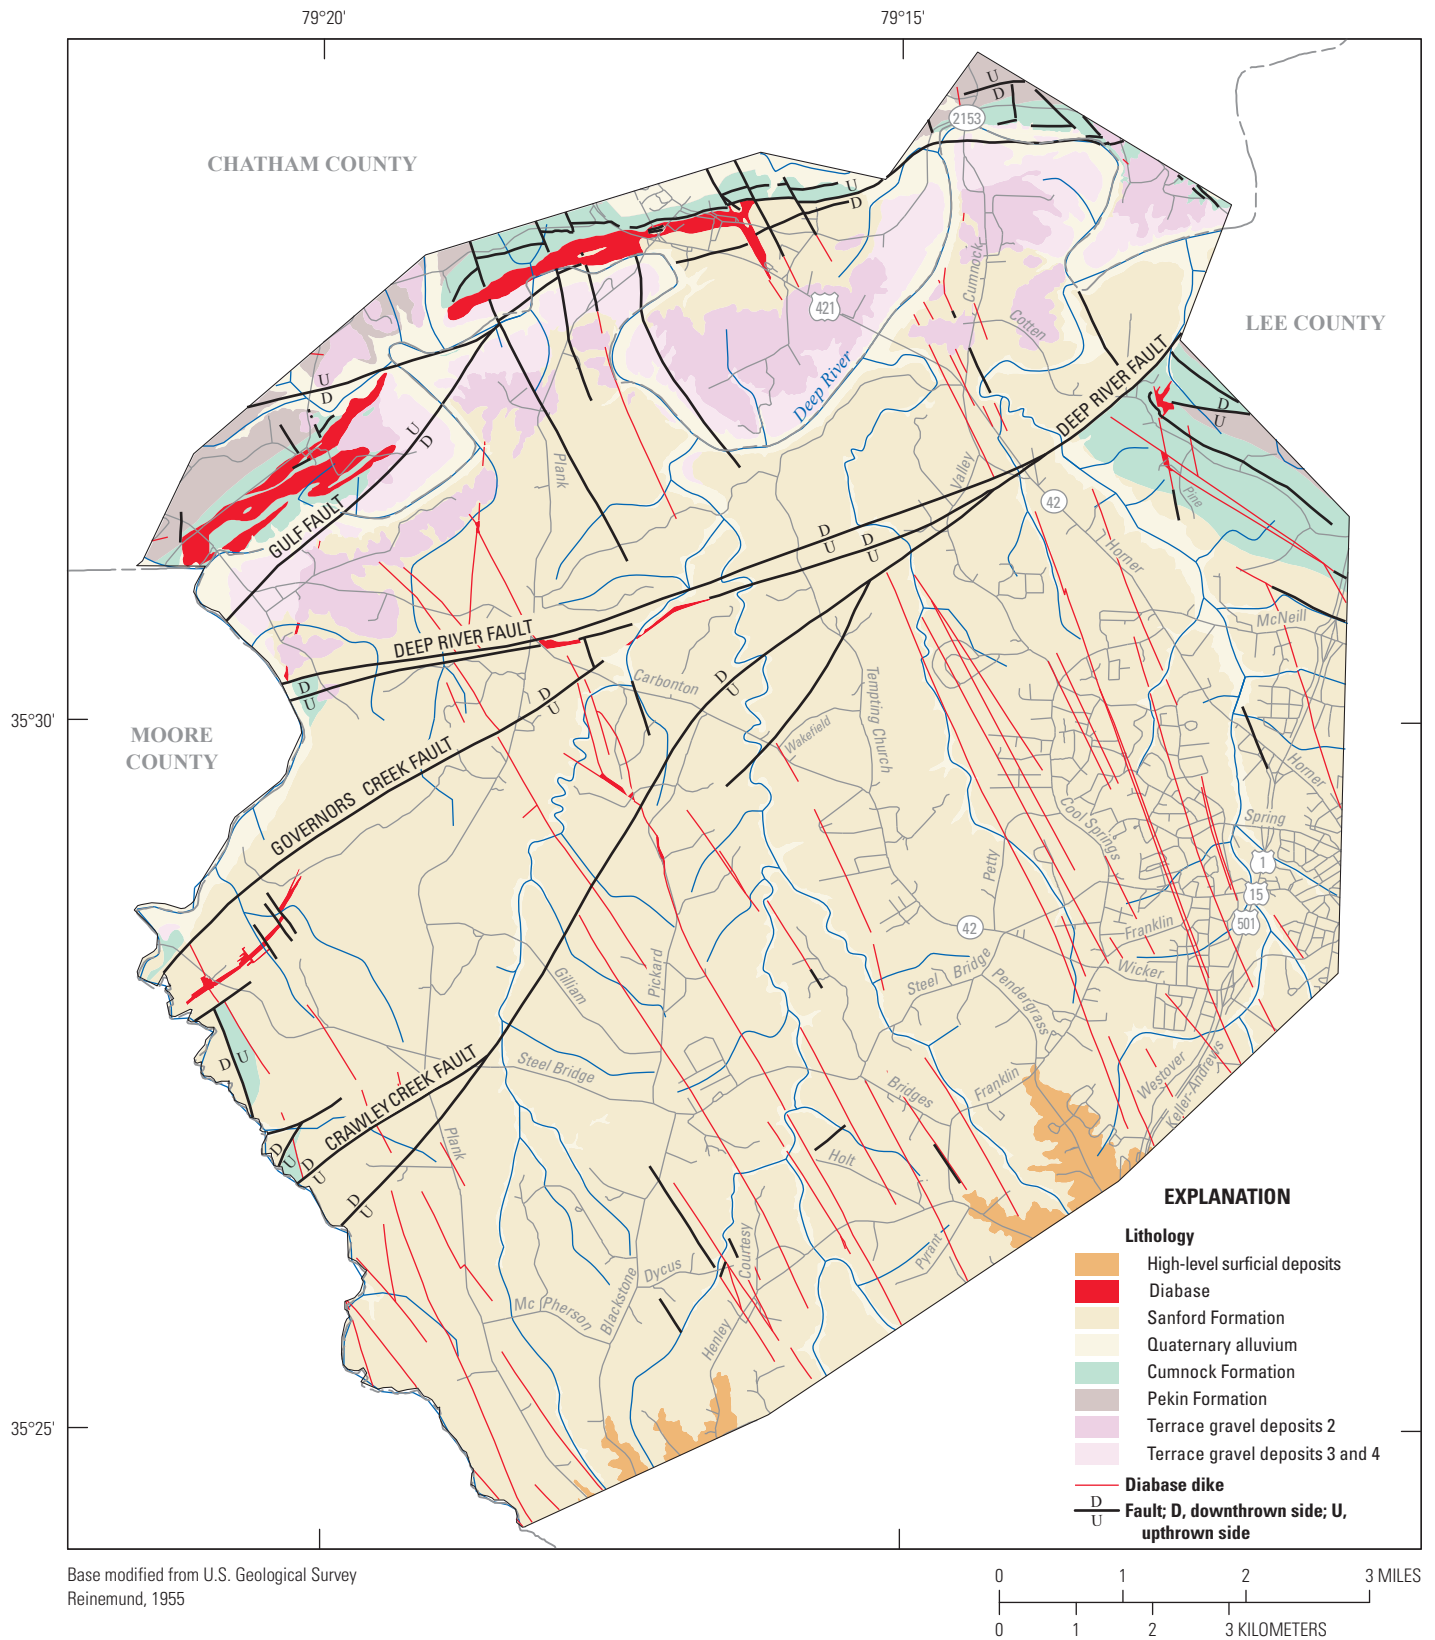 79°20'
79°15'
CHATHAM COUNTY
U
D
2153
U
D
Cumnock
421
Cotten
LEE COUNTY
Deep River
DEEP RIVER FAULT
U
D
D
U
U
D
Plank
Valley
42
Pine
GULF FAULT
D
U
D
U
Horner
McNeill
DEEP RIVER FAULT
D
U
Carbonton
D
U
D
U
Tempting Church
35°30'
MOORE
COUNTY
Wakefield
Horner
GOVERNORS CREEK FAULT
Cool Springs
Spring
Petty
1
15
501
42
Franklin
Gilliam
Pickard
Steel Bridge
Wicker
Pendergrass
D
U
CRAWLEY CREEK FAULT
Steel Bridge
Bridges
Franklin
Westover
Keller-Andrews
Plank
D
U
D
U
Holt
D
U
EXPLANATION
Lithology
High-level surficial deposits
Diabase
Sanford Formation
Quaternary alluvium
Cumnock Formation
Pekin Formation
Terrace gravel deposits 2
Terrace gravel deposits 3 and 4
Diabase dike
D
U
Fault; D, downthrown side; U,
upthrown side
Courtesy
Pyrant
Dycus
Mc Pherson
Blackstone
Henley
35°25'
Base modified from U.S. Geological Survey
Reinemund, 1955
0 1 2 3 MILES
0 1 2 3 KILOMETERS